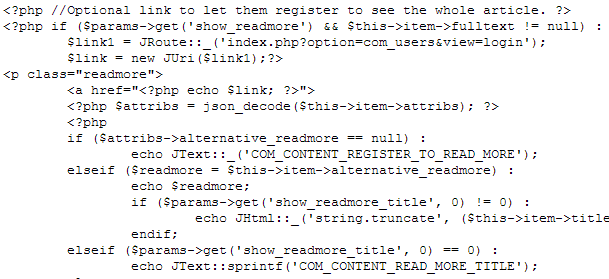 <?php //Optional link to let them register to see the whole article. ?>
<?php if ($params->get('show_readmore') && $this->item->fulltext != null) :
$link1 = JRoute::_('index.php?option=com_users&view=login');
$link = new JUri($link1);?>
<p class="readmore">
<a href="<?php echo $link; ?>">
<?php $attribs = json_decode($this->item->attribs); ?>
<?php
if ($attribs->alternative_readmore == null) :
echo JText::_('COM_CONTENT_REGISTER_TO_READ_MORE');
elseif ($readmore = $this->item->alternative_readmore) :
echo $readmore;
if ($params->get('show_readmore_title', 0) != 0) :
echo JHtml::_('string.truncate', ($this->item->title
endif;
elseif ($params->get('show_readmore_title', 0) == 0) :
echo JText::sprintf('COM_CONTENT_READ_MORE_TITLE');